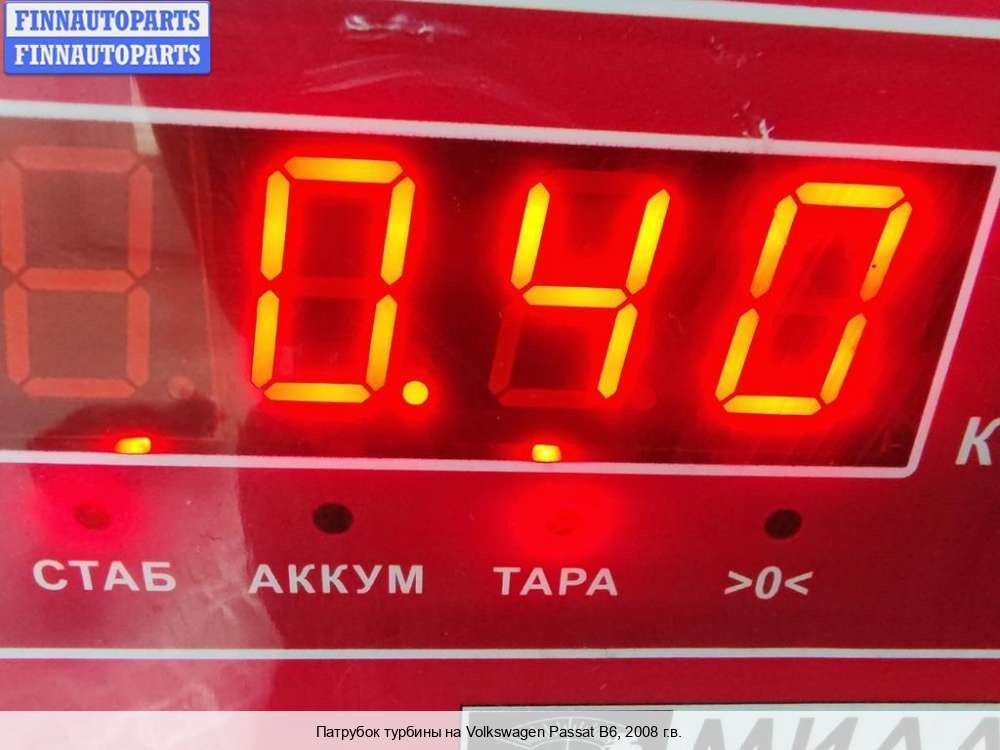 FINNAUTOPARTS
FINNAUTOPARTS
0.40
СТАБ АККУМ ТАРА >0<
Патрубок турбины на Volkswagen Passat B6, 2008 г.в.